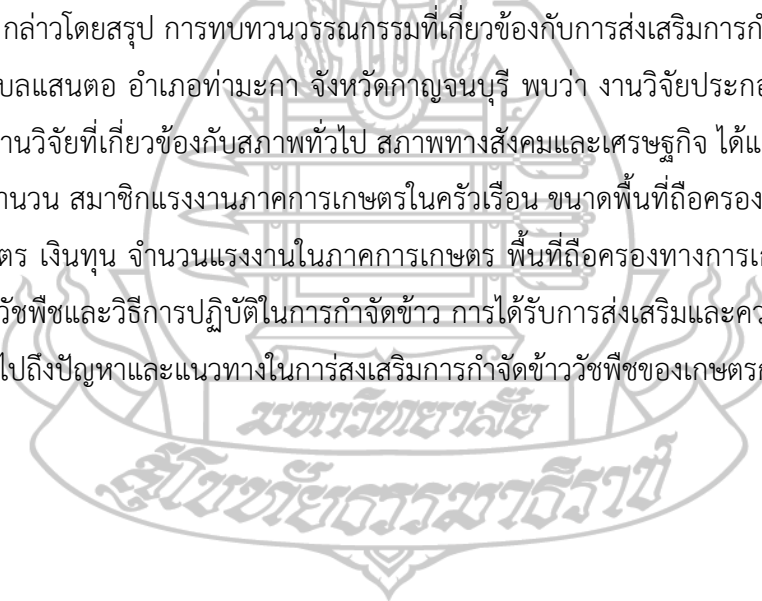 กล่าวโดยสรุป การทบทวนวรรณกรรมที่เกี่ยวข้องกับการส่งเสริมการกำ
บลแสนตอ อำเภอท่ามะกา จังหวัดกาญจนบุรี พบว่า งานวิจัยประกอ
านวิจัยที่เกี่ยวข้องกับสภาพทั่วไป สภาพทางสังคมและเศรษฐกิจ ได้แ
ำนวน สมาชิกแรงงานภาคการเกษตรในครัวเรือน ขนาดพื้นที่ถือครอง
ตร เงินทุน จำนวนแรงงานในภาคการเกษตร พื้นที่ถือครองทางการเก
วัชพืชและวิธีการปฏิบัติในการกำจัดข้าว การได้รับการส่งเสริมและคว
ไปถึงปัญหาและแนวทางในการ่สงเสริมการกำจัดข้าววัชพืชของเกษตรก
มหาวิทยาลัย
สุโขทัยธรรมาธิราช